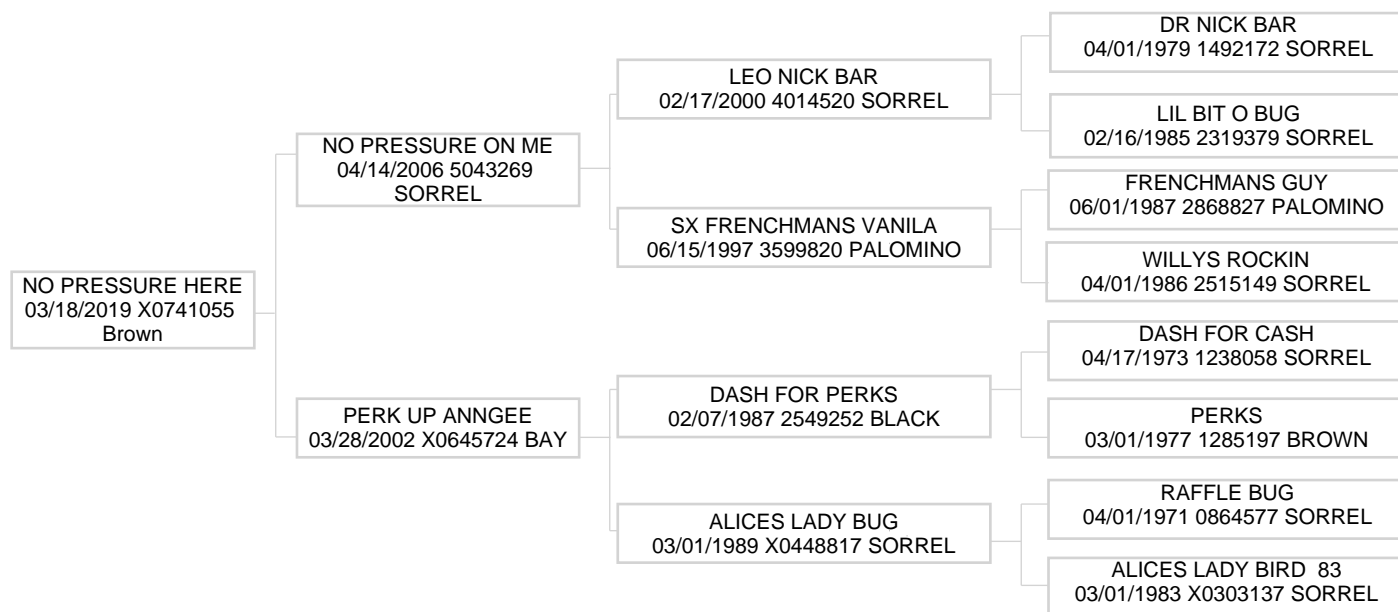 NO PRESSURE HERE
03/18/2019 X0741055
Brown
NO PRESSURE ON ME
04/14/2006 5043269
SORREL
PERK UP ANNGEE
03/28/2002 X0645724 BAY
LEO NICK BAR
02/17/2000 4014520 SORREL
SX FRENCHMANS VANILA
06/15/1997 3599820 PALOMINO
DASH FOR PERKS
02/07/1987 2549252 BLACK
ALICES LADY BUG
03/01/1989 X0448817 SORREL
DR NICK BAR
04/01/1979 1492172 SORREL
LIL BIT O BUG
02/16/1985 2319379 SORREL
FRENCHMANS GUY
06/01/1987 2868827 PALOMINO
WILLYS ROCKIN
04/01/1986 2515149 SORREL
DASH FOR CASH
04/17/1973 1238058 SORREL
PERKS
03/01/1977 1285197 BROWN
RAFFLE BUG
04/01/1971 0864577 SORREL
ALICES LADY BIRD 83
03/01/1983 X0303137 SORREL